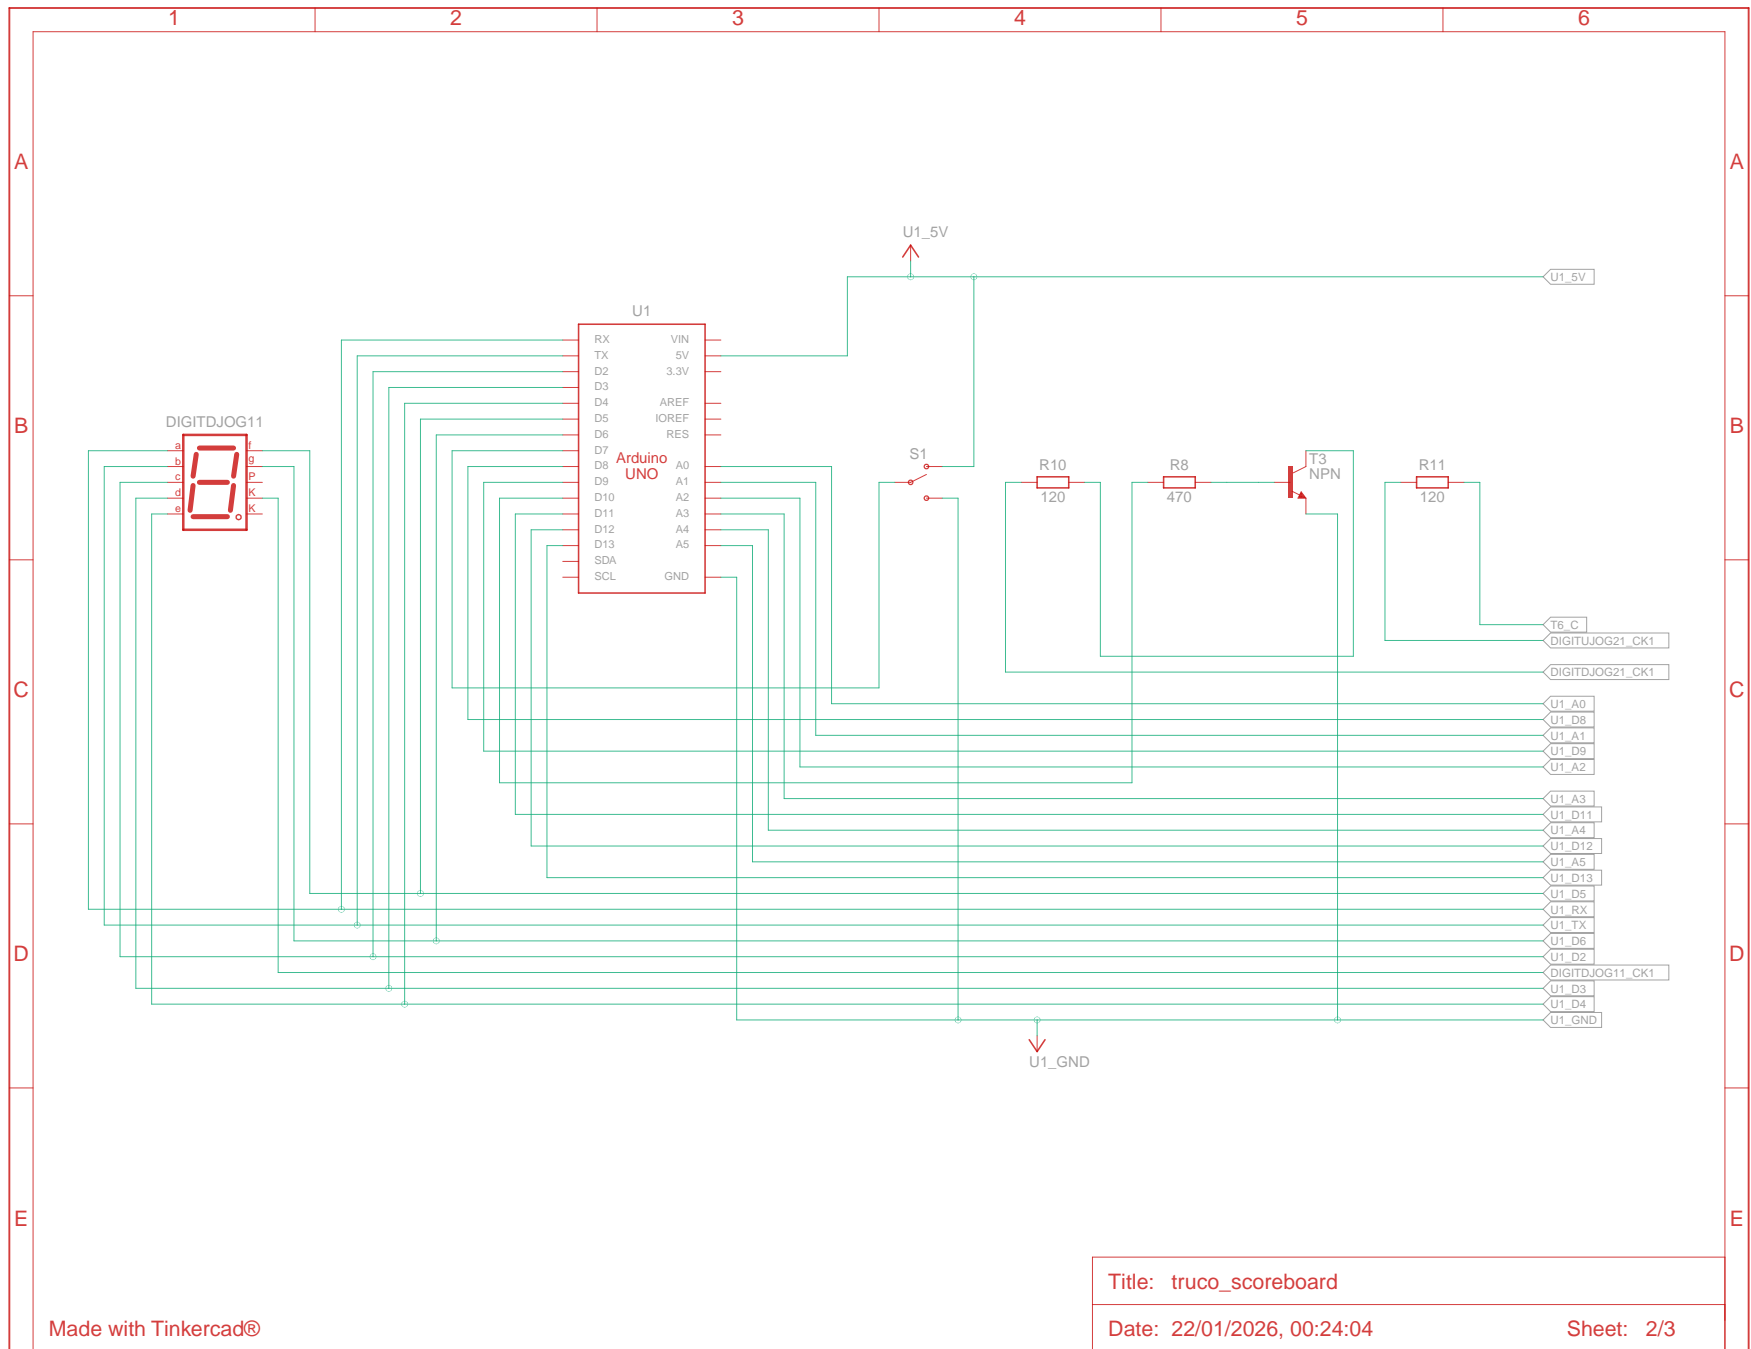 1 2 3 4 5 6
A A
U1_5V
U1_5V
U1
RX VIN
TX 5V
D2 3.3V
D3
D4 AREF
D5 IOREF
D6 RES
D7
D8 A0
D9 A1
D10 A2
D11 A3
D12 A4
D13 A5
SDA
SCL GND
Arduino
UNO
B B
DIGITDJOG11
a f
b g
c P
d K
e K
S1
R10
120
R8
470
T3
NPN
R11
120
T6_C
DIGITUJOG21_CK1
DIGITDJOG21_CK1
C C
U1_A0
U1_D8
U1_A1
U1_D9
U1_A2
U1_A3
U1_D11
U1_A4
U1_D12
U1_A5
U1_D13
U1_D5
U1_RX
U1_TX
U1_D6
D D
U1_D2
DIGITDJOG11_CK1
U1_D3
U1_D4
U1_GND
U1_GND
E E
Title: truco_scoreboard
Made with Tinkercad®
Date: 22/01/2026, 00:24:04 Sheet: 2/3